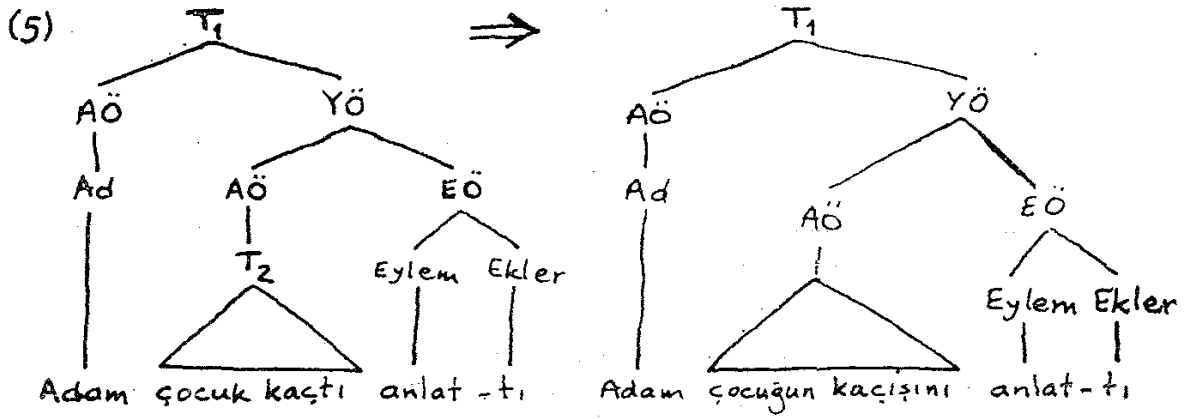 (5) T₁ ⇒ T₁
AÖ YÖ AÖ YÖ
Ad AÖ EÖ Ad AÖ EÖ
T₂ Eylem Ekler Eylem Ekler
Adam çocuk kaçtı anlat-tı Adam çocuğun kaçişını anlat-tı